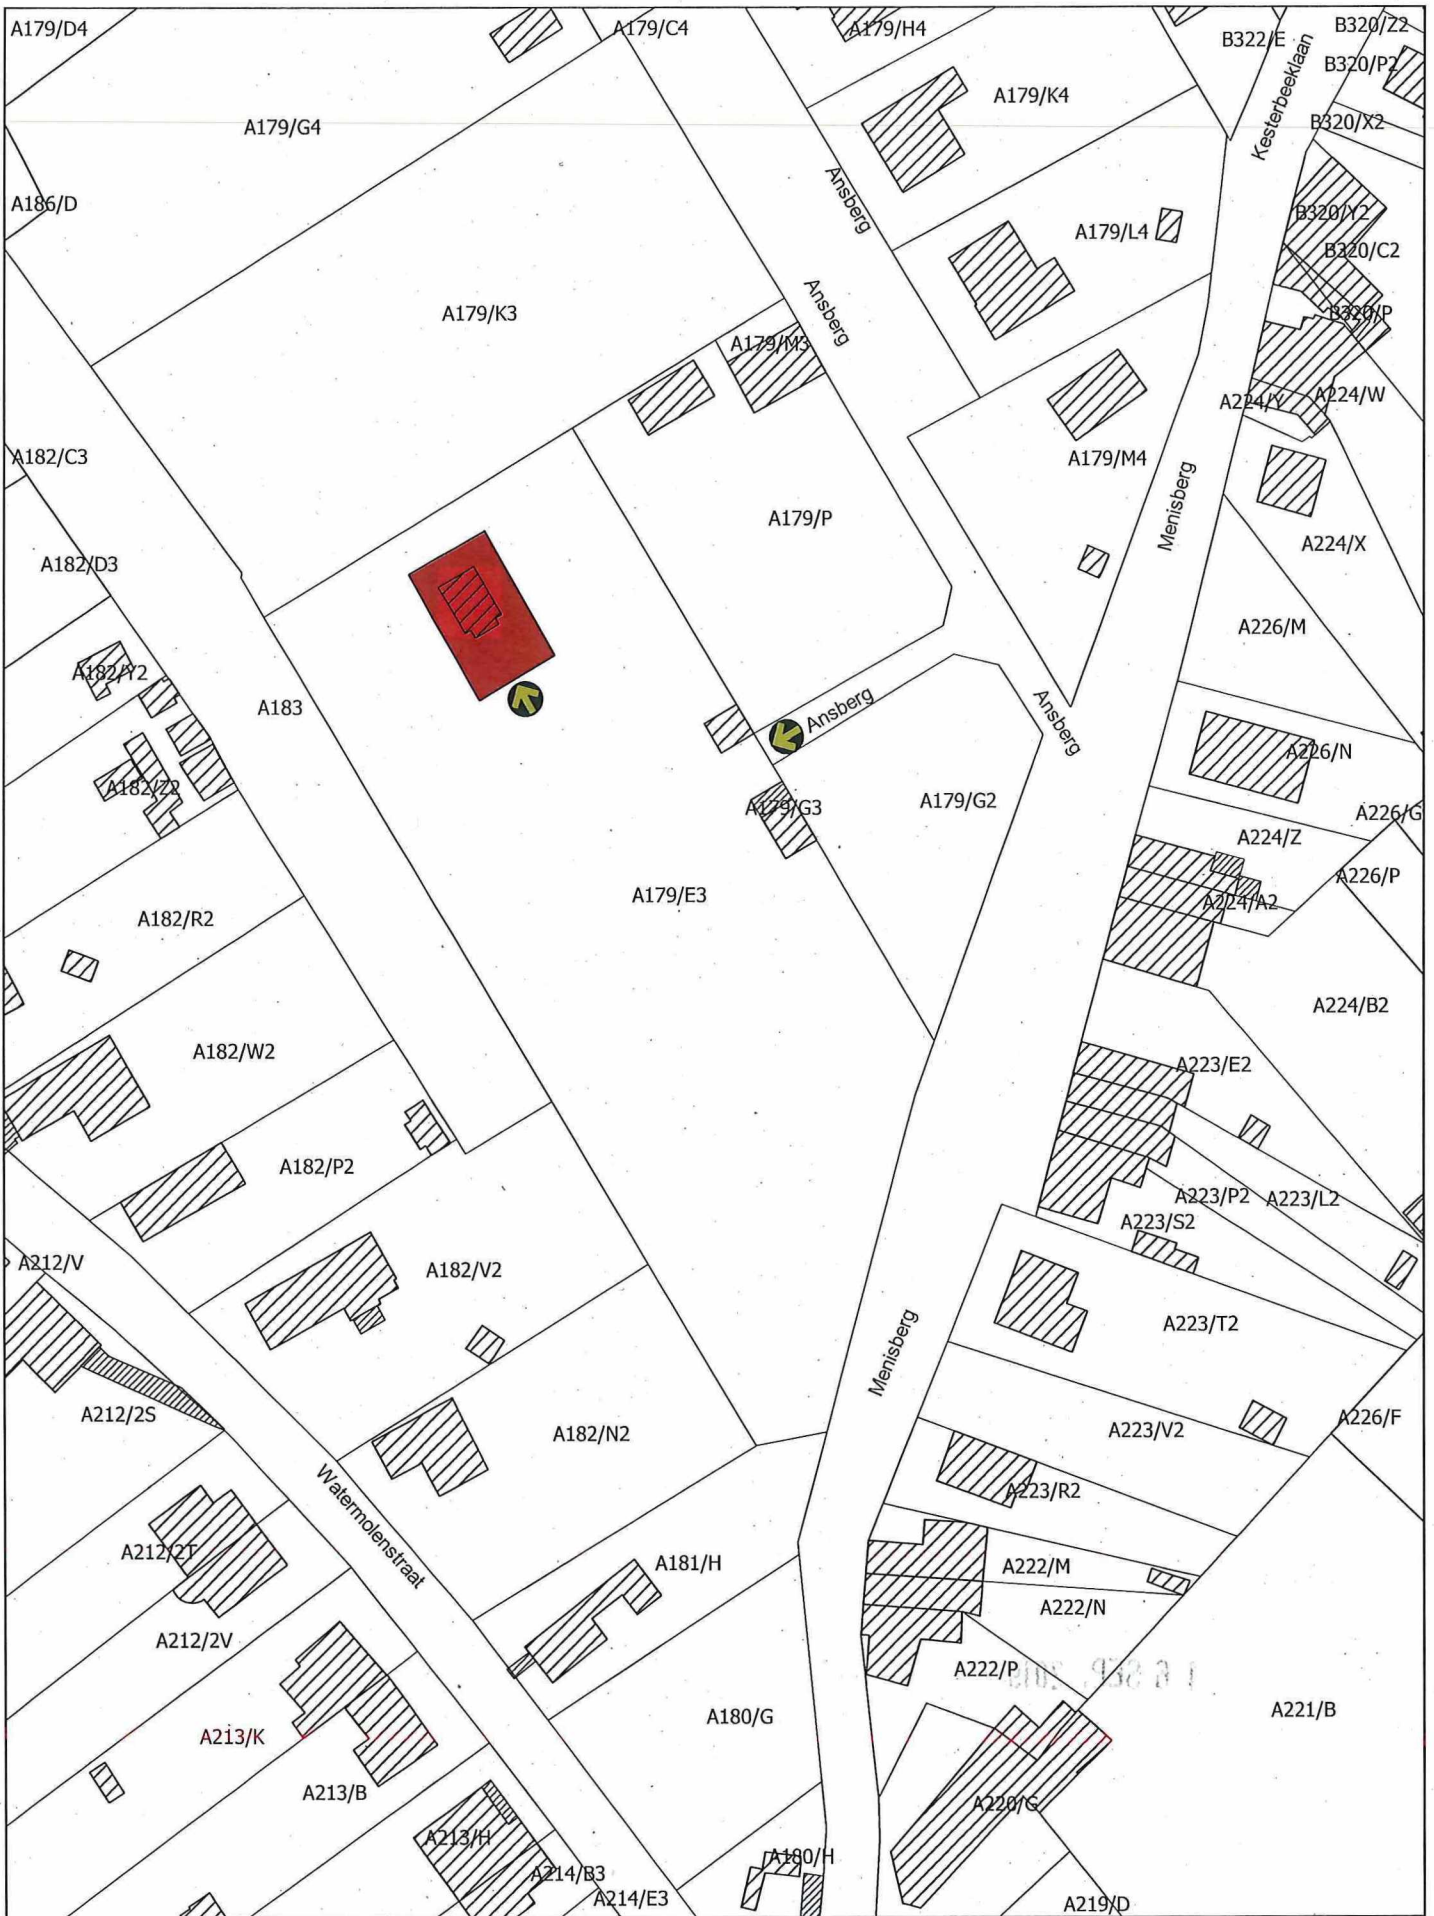 A179/D4
A179/C4
A179/H4
B322/E
B320/Z2
B320/P2
A179/K4
A179/G4
Kesterbeeklaan
B320/X2
A186/D
Ansberg
B320/Y2
A179/L4
B320/C2
A179/K3
Ansberg
B320/P
A179/M3
A224/Y
A224/W
A182/C3
A179/M4
Menisberg
A179/P
A224/X
A182/D3
A226/M
A182/Y2
A183
Ansberg
Ansberg
A226/N
A182/Z2
A179/G3
A179/G2
A226/G
A224/Z
A226/P
A179/E3
A224/A2
A182/R2
A224/B2
A182/W2
A223/E2
A182/P2
A223/P2
A223/L2
A223/S2
A212/V
A182/V2
A223/T2
Menisberg
A212/2S
A182/N2
A223/V2
A226/F
Watermolenstraat
A223/R2
A212/2T
A181/H
A222/M
A222/N
A212/2V
A222/P
1 6 SEP. 2019
A180/G
A221/B
A213/K
A213/B
A220/G
A213/H
A180/H
A214/B3
A214/E3
A219/D